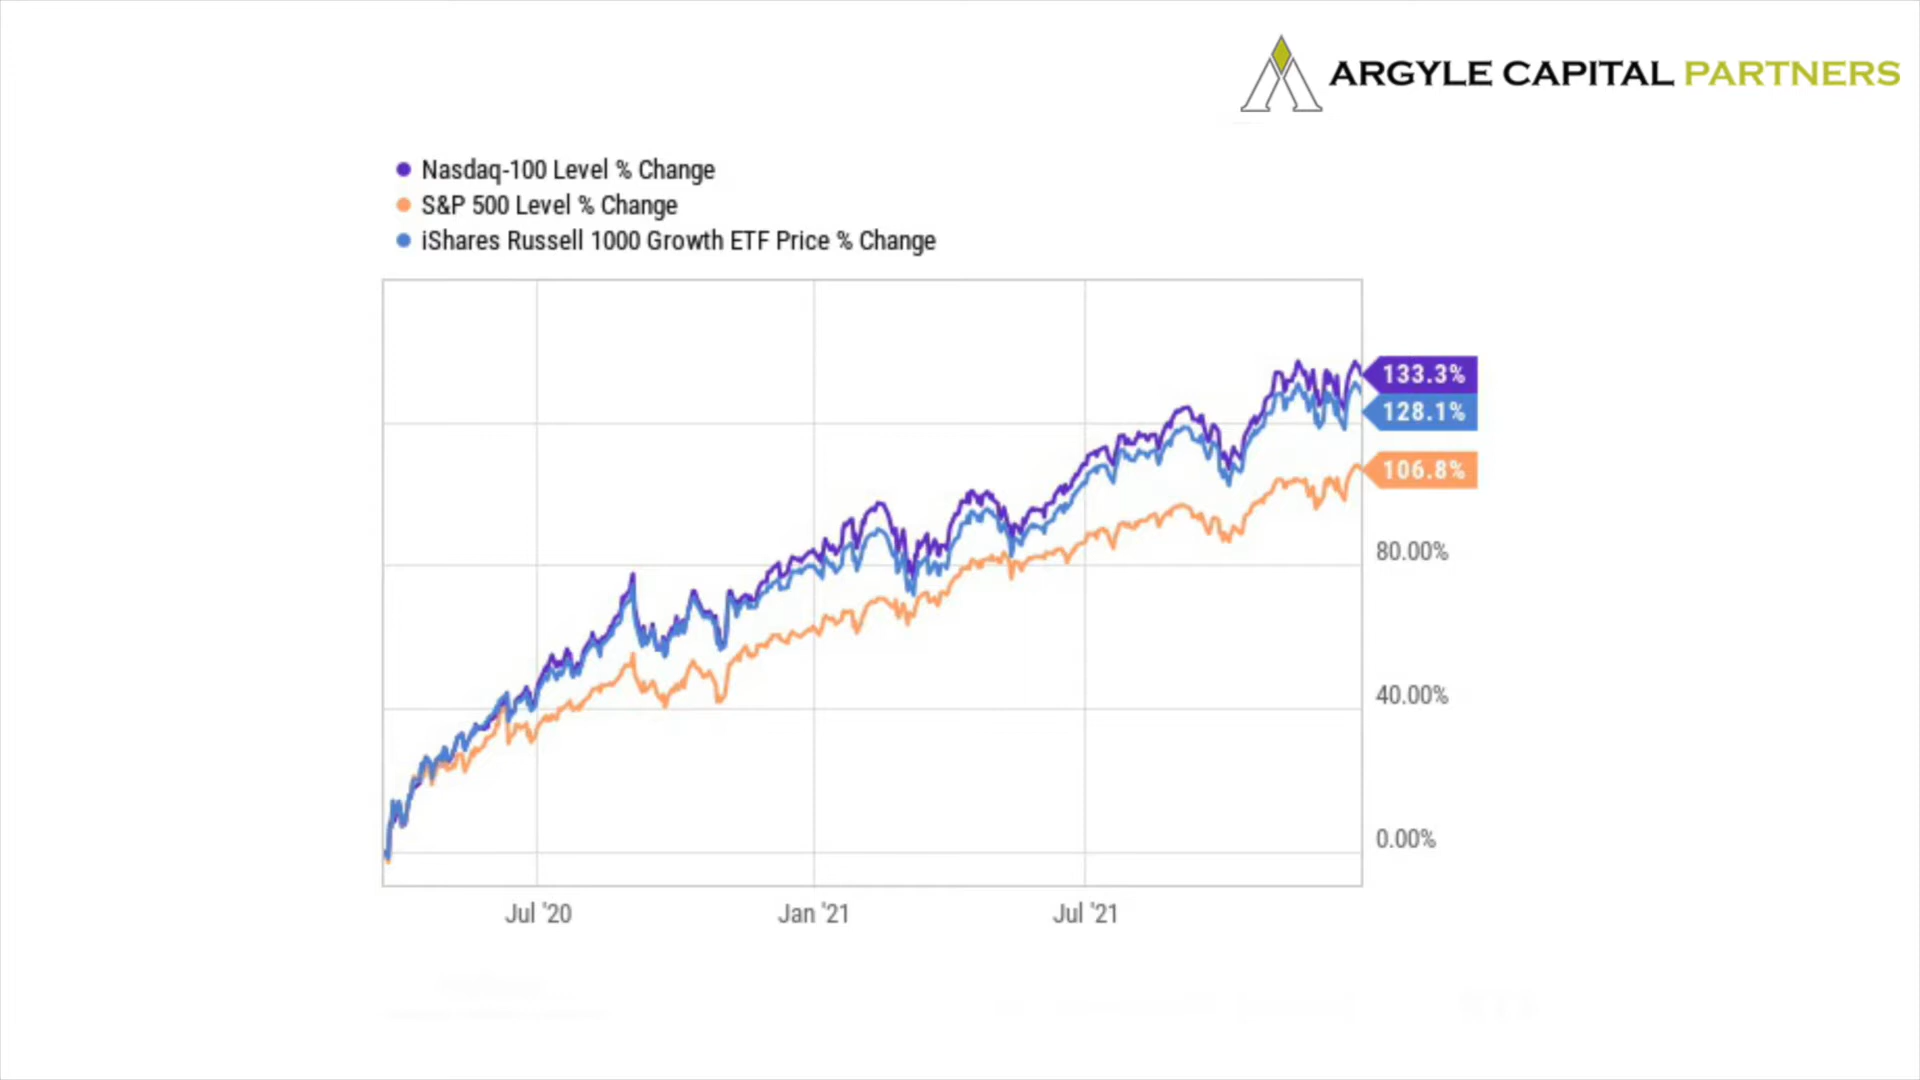 ARGYLE CAPITAL PARTNERS
Nasdaq-100 Level % Change
S&P 500 Level % Change
iShares Russell 1000 Growth ETF Price % Change
133.3%
128.1%
106.8%
80.00%
40.00%
0.00%
Jul '20
Jan '21
Jul '21